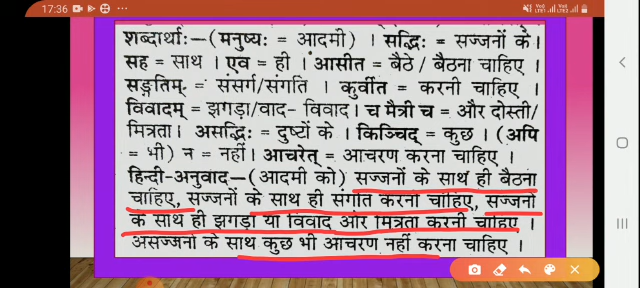 17:36
शब्दार्थाः—(मनुष्यः = आदमी) । सद्भिः = सज्जनों के।
सह = साथ । एव = ही । आसीत = बैठे / बैठना चाहिए ।
सङ्गतिम् = संसर्ग/संगति । कुर्वीत = करनी चाहिए ।
विवादम् = झगड़ा/वाद- विवाद। च मैत्री च = और दोस्ती/
मित्रता। असद्भिः = दुष्टों के । किञ्चिद् = कुछ । (अपि
= भी) न = नहीं। आचरेत् = आचरण करना चाहिए ।
हिन्दी-अनुवाद—(आदमी को) सज्जनों के साथ ही बैठना
चाहिए, सज्जनों के साथ ही संगति करना चाहिए, सज्जनों
के साथ ही झगड़ा या विवाद और मित्रता करनी चाहिए ।
असज्जनों के साथ कुछ भी आचरण नहीं करना चाहिए ।